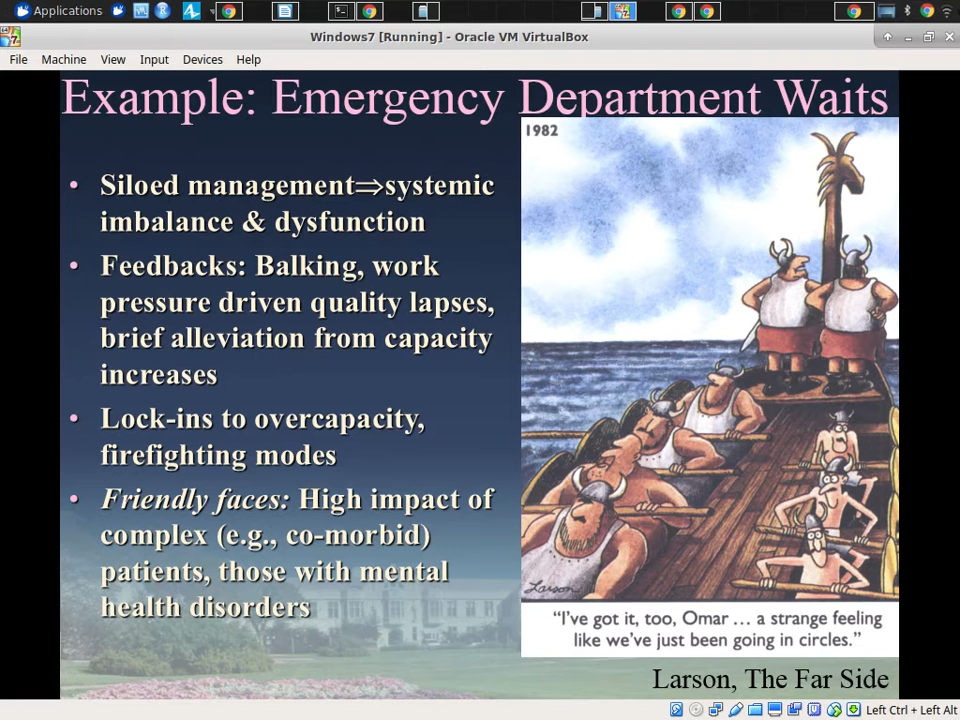 Applications
Windows7 [Running] - Oracle VM VirtualBox
File Machine View Input Devices Help
Example: Emergency Department Waits
1982
• Siloed management⇒systemic
imbalance & dysfunction
• Feedbacks: Balking, work
pressure driven quality lapses,
brief alleviation from capacity
increases
• Lock-ins to overcapacity,
firefighting modes
• Friendly faces: High impact of
complex (e.g., co-morbid)
patients, those with mental
health disorders
Larson
“I’ve got it, too, Omar ... a strange feeling
like we’ve just been going in circles.”
Larson, The Far Side
Left Ctrl + Left Alt